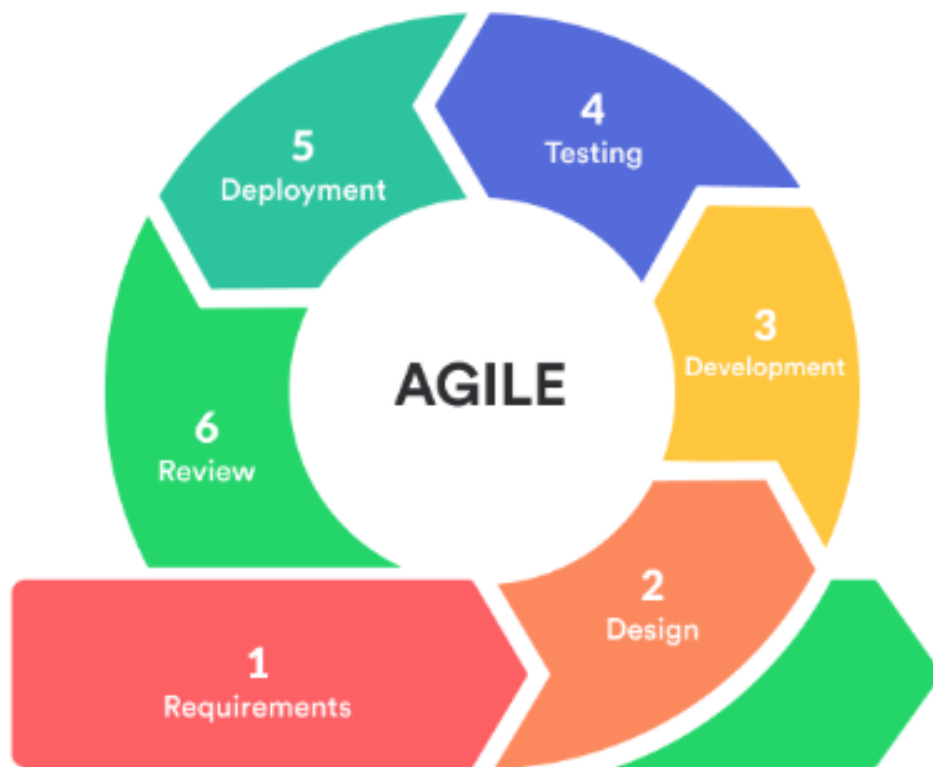 1
Requirements
2
Design
3
Development
4
Testing
5
Deployment
6
Review
AGILE